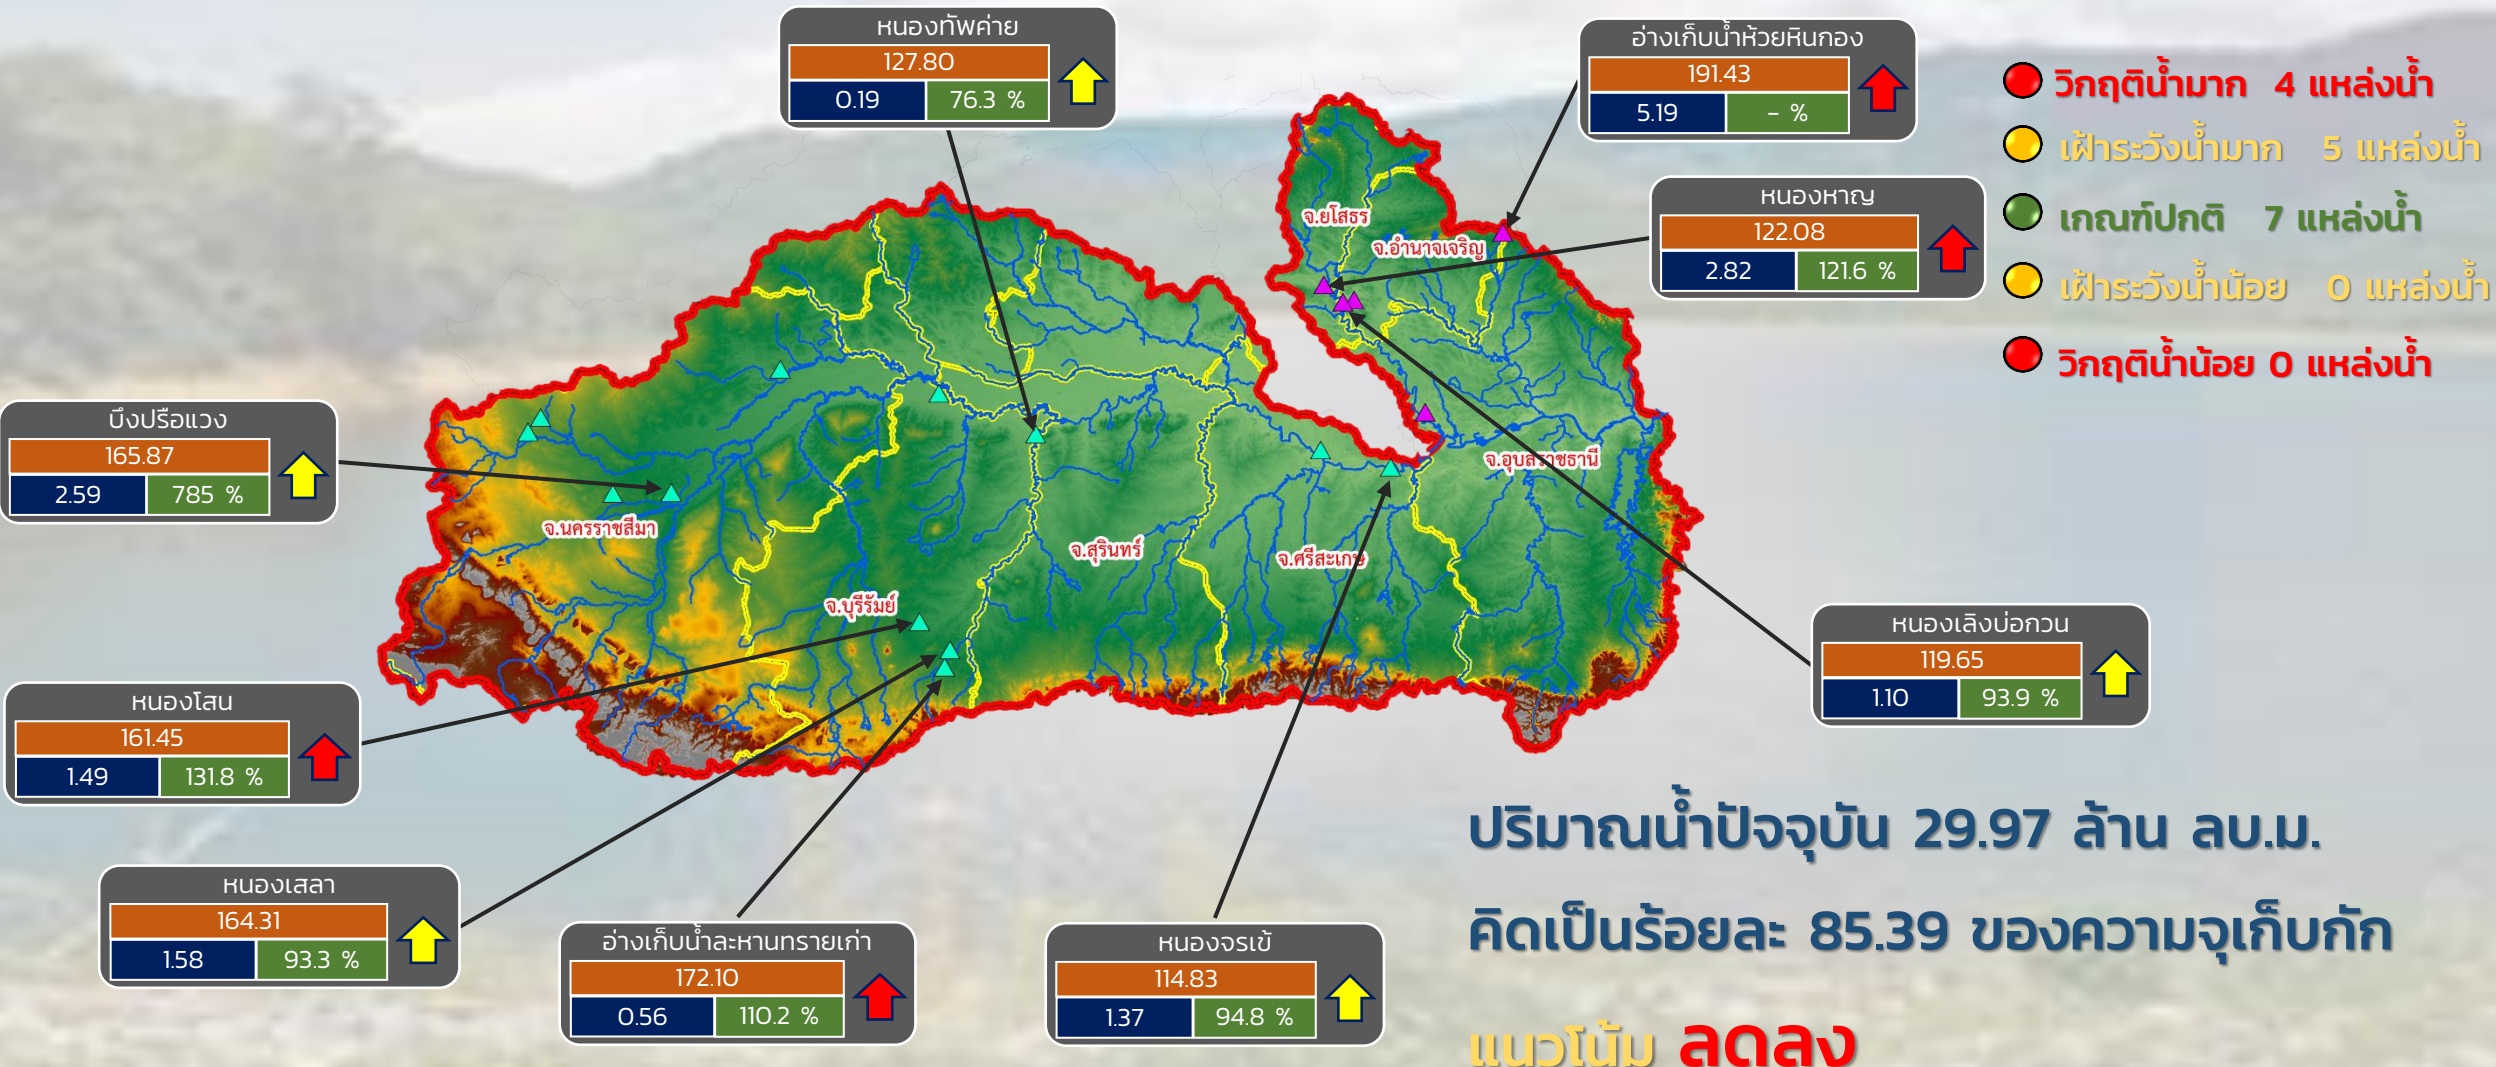 หนองทัพค่าย
127.80
0.19 76.3 %
อ่างเก็บน้ำห้วยหินกอง
191.43
5.19 - %
วิกฤติน้ำมาก 4 แหล่งน้ำ
เฝ้าระวังน้ำมาก 5 แหล่งน้ำ
เกณฑ์ปกติ 7 แหล่งน้ำ
เฝ้าระวังน้ำน้อย 0 แหล่งน้ำ
วิกฤติน้ำน้อย 0 แหล่งน้ำ
หนองหาญ
122.08
2.82 121.6 %
จ.ยโสธร
จ.อำนาจเจริญ
บึงปรือแวง
165.87
2.59 785 %
จ.อุบลราชธานี
จ.นครราชสีมา
จ.สุรินทร์
จ.ศรีสะเกษ
จ.บุรีรัมย์
หนองเลิงบ่อกวน
119.65
1.10 93.9 %
หนองโสน
161.45
1.49 131.8 %
หนองเสลา
164.31
1.58 93.3 %
อ่างเก็บน้ำละหานทรายเก่า
172.10
0.56 110.2 %
หนองจรเข้
114.83
1.37 94.8 %
ปริมาณน้ำปัจจุบัน 29.97 ล้าน ลบ.ม.
คิดเป็นร้อยละ 85.39 ของความจุเก็บกัก
แนวโน้ม ลดลง